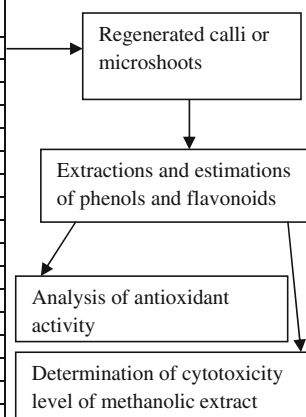 Regenerated calli or
microshoots
Extractions and estimations
of phenols and flavonoids
Analysis of antioxidant
activity
Determination of cytotoxicity
level of methanolic extract